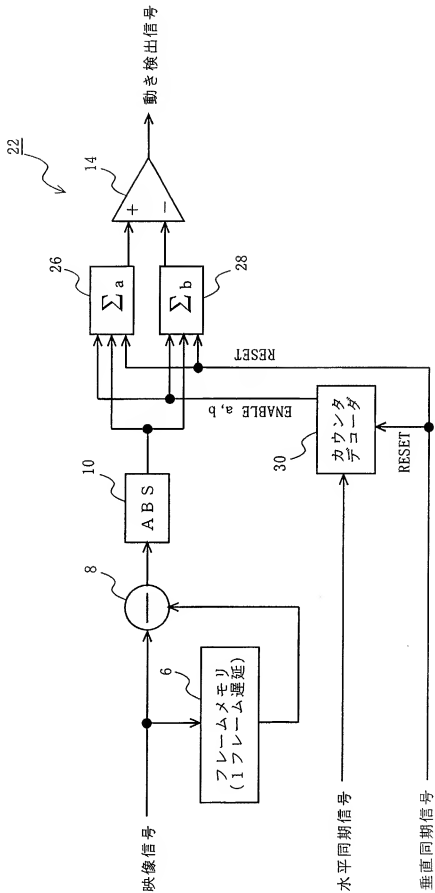 22
映像信号
6
フレームメモリ
(1フレーム遅延)
8
10
ABS
26
Σa
28
Σb
14
+
−
動き検出信号
RESET
ENABLE a,b
30
カウンタ
デコーダ
RESET
水平同期信号
垂直同期信号